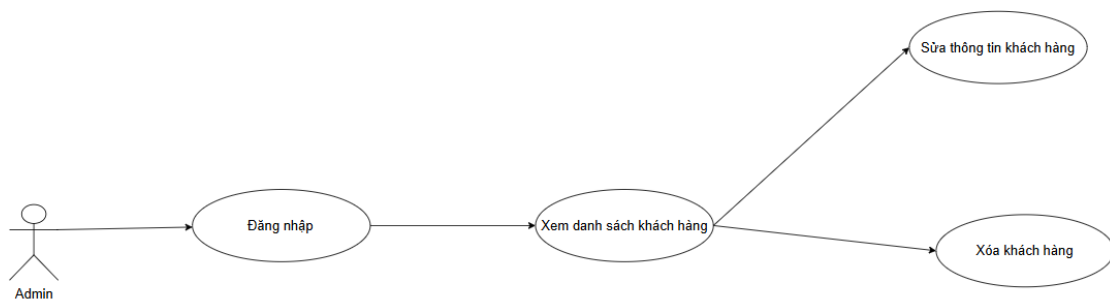 Sửa thông tin khách hàng
Đăng nhập
Xem danh sách khách hàng
Xóa khách hàng
Admin